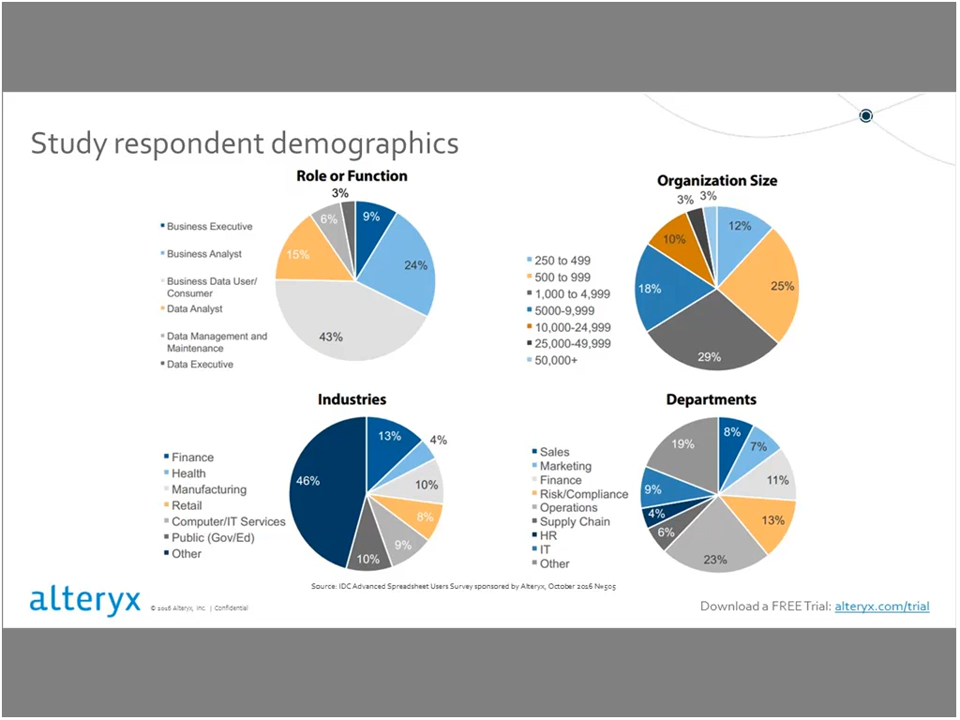 Study respondent demographics
Role or Function
3%
9%
24%
43%
15%
6%
Business Executive
Business Analyst
Business Data User/
Consumer
Data Analyst
Data Management and
Maintenance
Data Executive
Organization Size
3%
3%
12%
25%
29%
18%
10%
250 to 499
500 to 999
1,000 to 4,999
5000-9,999
10,000-24,999
25,000-49,999
50,000+
Industries
13%
4%
10%
8%
9%
10%
46%
Finance
Health
Manufacturing
Retail
Computer/IT Services
Public (Gov/Ed)
Other
Departments
8%
7%
11%
13%
23%
6%
4%
9%
19%
Sales
Marketing
Finance
Risk/Compliance
Operations
Supply Chain
HR
IT
Other
Source: IDC Advanced Spreadsheet Users Survey sponsored by Alteryx, October 2016 N=505
alteryx
© 2016 Alteryx, Inc. | Confidential
Download a FREE Trial: alteryx.com/trial